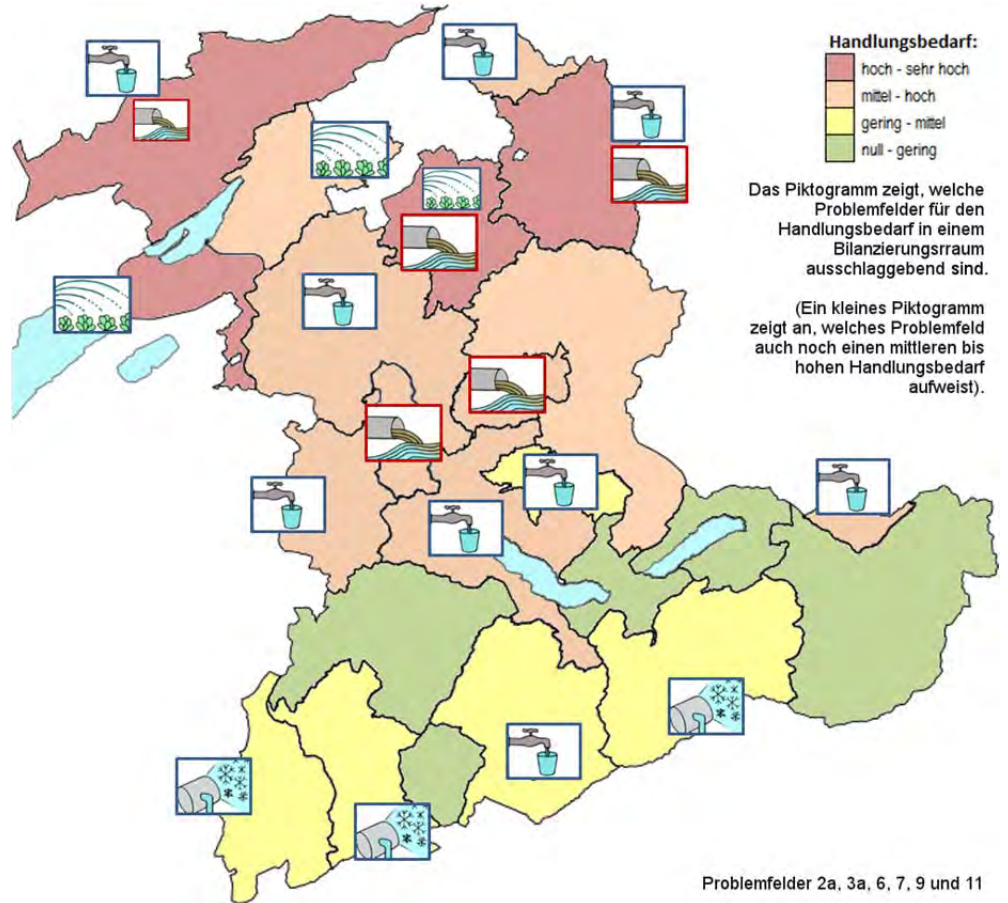 Handlungsbedarf:
hoch - sehr hoch
mittel - hoch
gering - mittel
null - gering
Das Piktogramm zeigt, welche
Problemfelder für den
Handlungsbedarf in einem
Bilanzierungsrraum
ausschlaggebend sind.
(Ein kleines Piktogramm
zeigt an, welches Problemfeld
auch noch einen mittleren bis
hohen Handlungsbedarf
aufweist).
Problemfelder 2a, 3a, 6, 7, 9 und 11